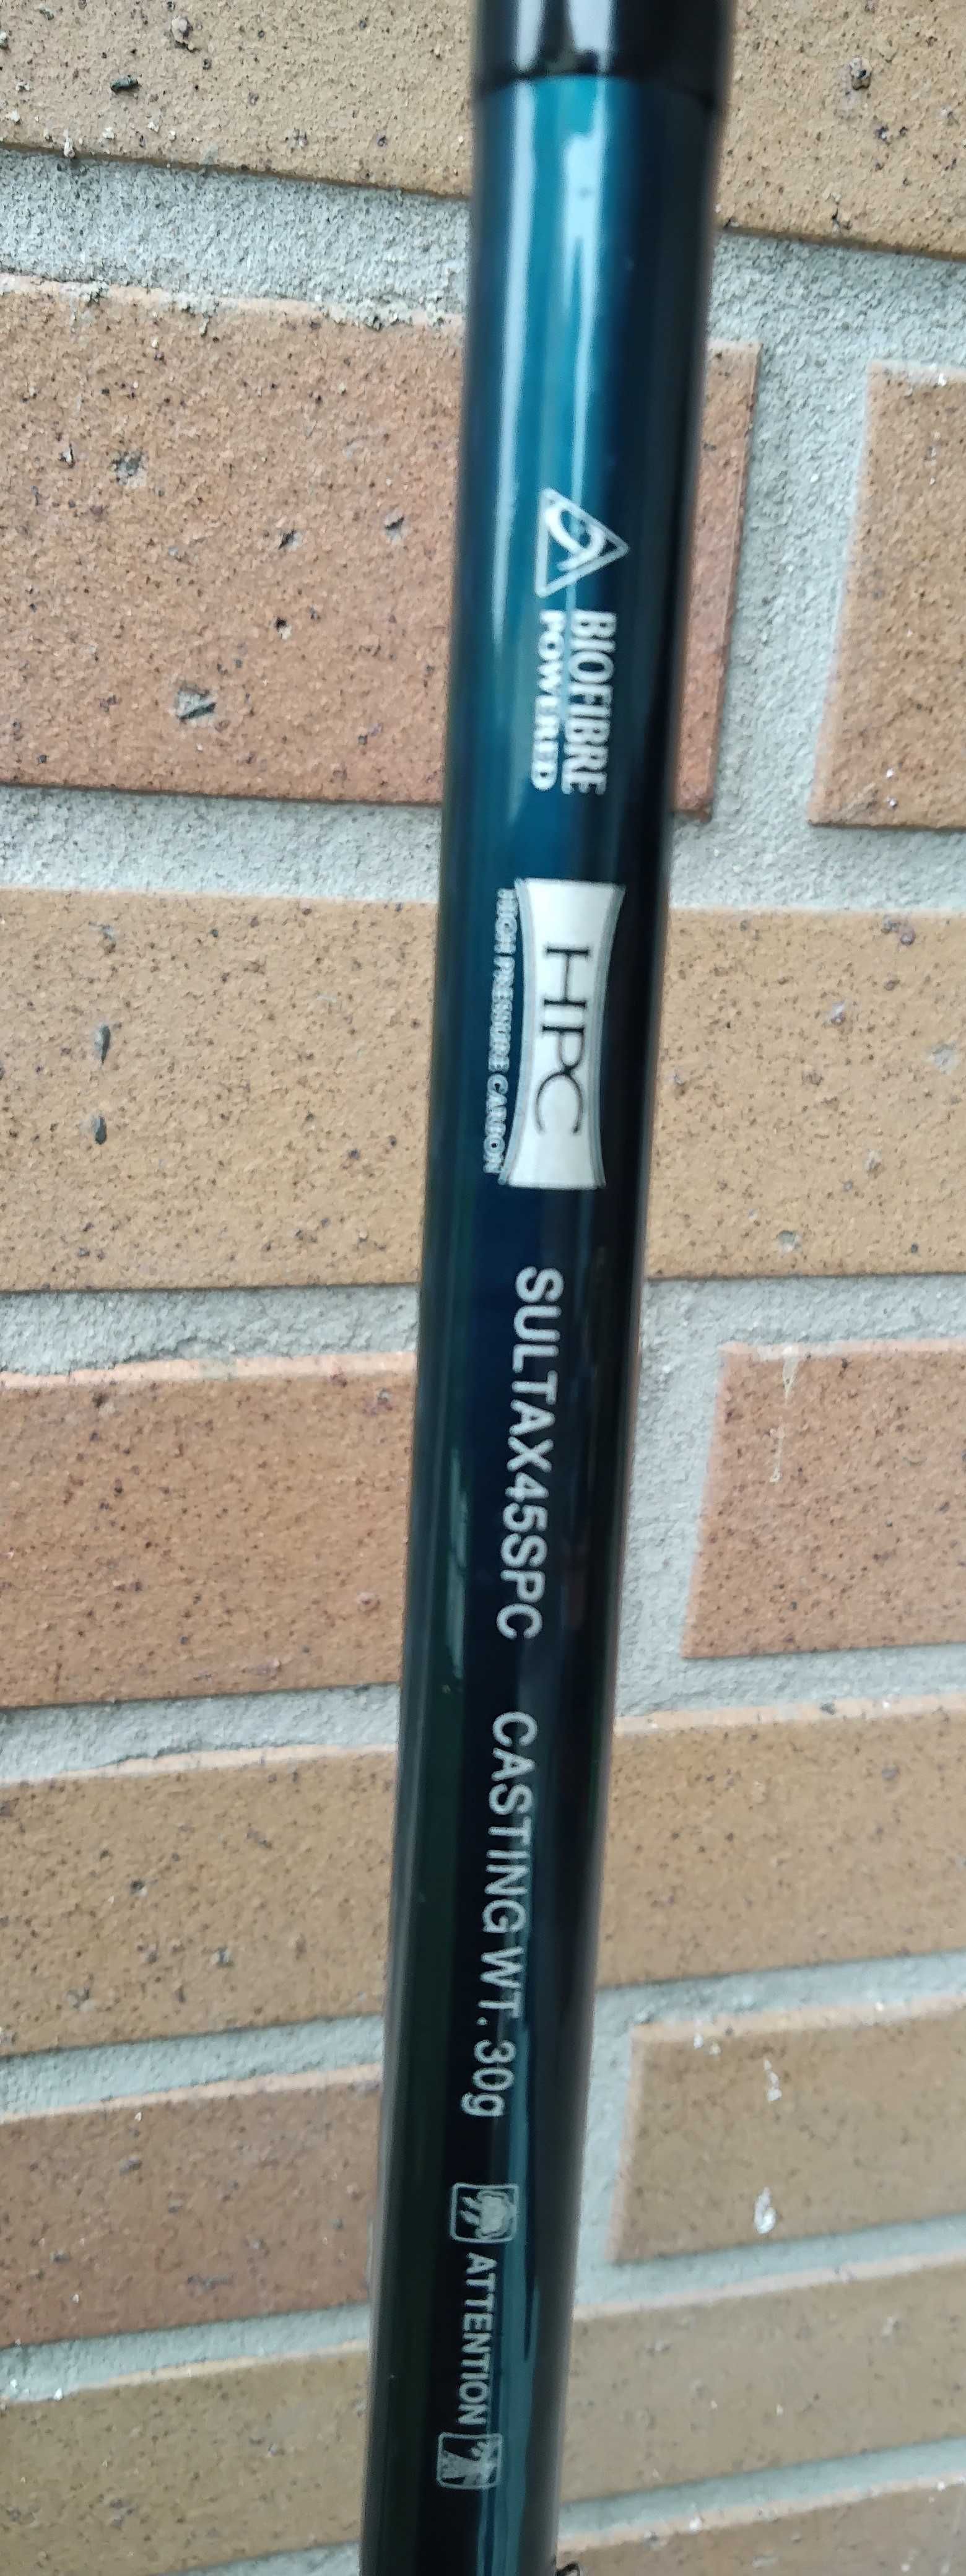 BIOFIBRE
POWERED
HPC
HIGH PRESSURE CARBON
SULTAX45SPC CASTING WT. 30g
ATTENTION